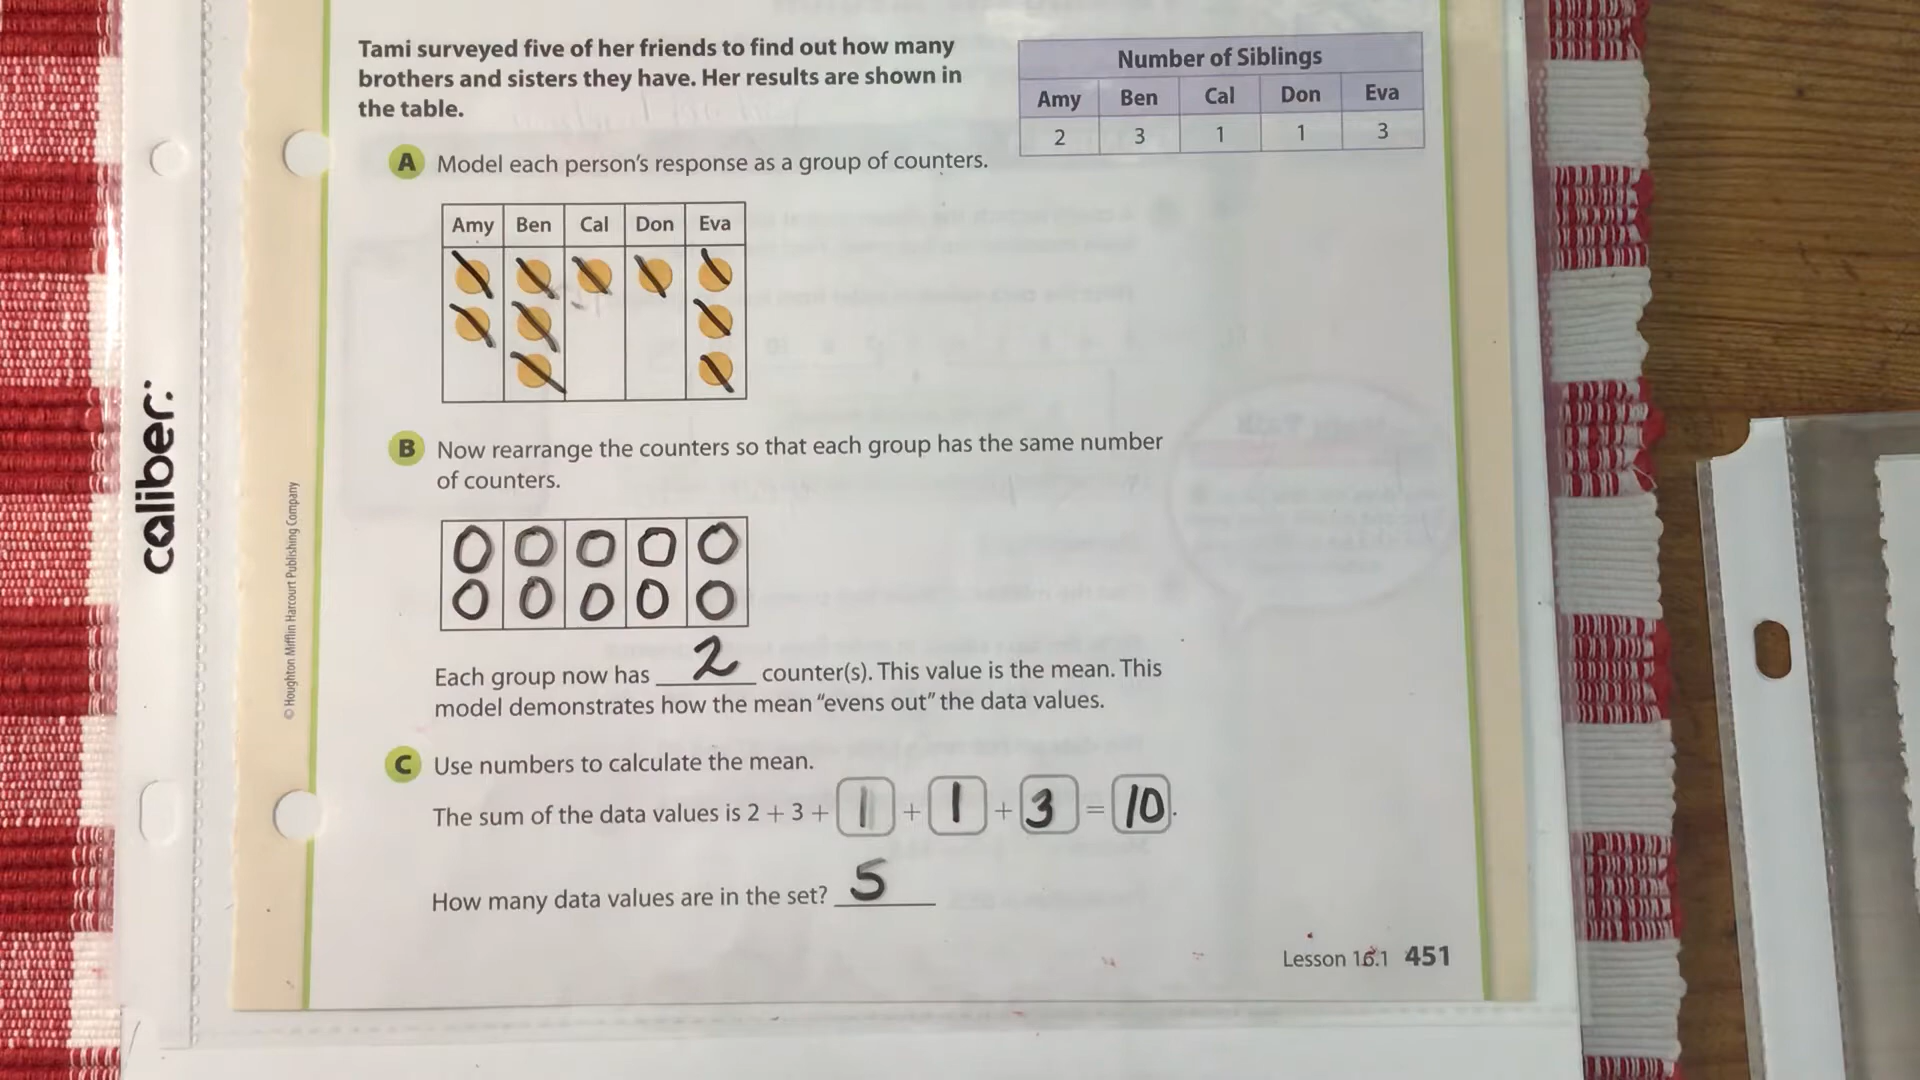 Tami surveyed five of her friends to find out how many
brothers and sisters they have. Her results are shown in
the table.
Number of Siblings
Amy Ben Cal Don Eva
2 3 1 1 3
A Model each person's response as a group of counters.
Amy Ben Cal Don Eva
B Now rearrange the counters so that each group has the same number
of counters.
Each group now has 2 counter(s). This value is the mean. This
model demonstrates how the mean "evens out" the data values.
C Use numbers to calculate the mean.
The sum of the data values is 2 + 3 + 1 + 1 + 3 = 10.
How many data values are in the set? 5
Lesson 16.1 451
© Houghton Mifflin Harcourt Publishing Company
caliber: